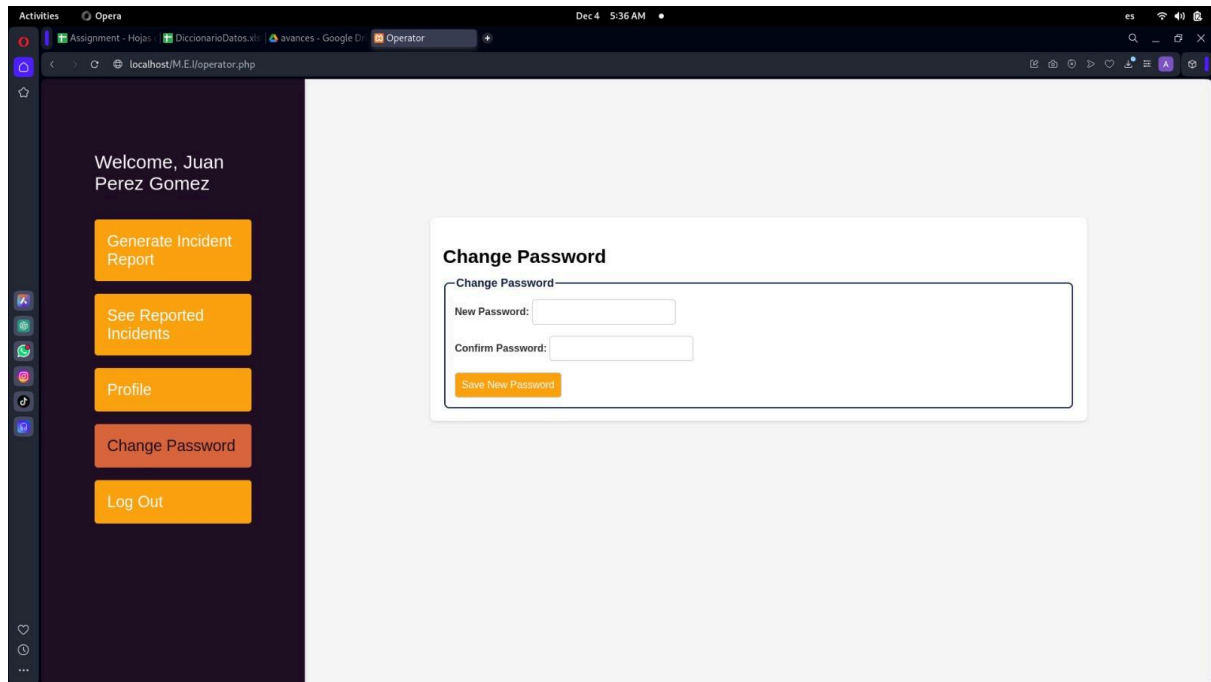 Activities Opera Dec 4 5:36 AM es
Assignment - Hojas DiccionarioDatos.xls avances - Google Dr Operator
localhost/M.E.I/operator.php
Welcome, Juan
Perez Gomez
Generate Incident
Report
See Reported
Incidents
Profile
Change Password
Log Out
Change Password
Change Password
New Password:
Confirm Password:
Save New Password